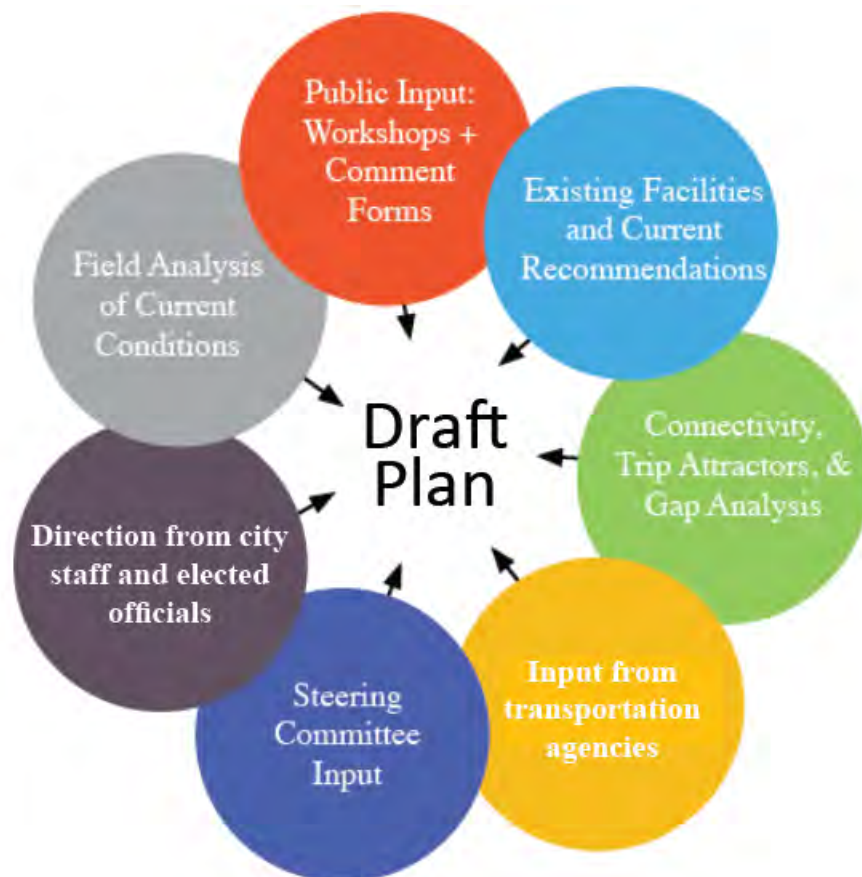 Public Input:
Workshops +
Comment
Forms
Existing Facilities
and Current
Recommendations
Connectivity,
Trip Attractors, &
Gap Analysis
Input from
transportation
agencies
Steering
Committee
Input
Direction from city
staff and elected
officials
Field Analysis
of Current
Conditions
Draft
Plan